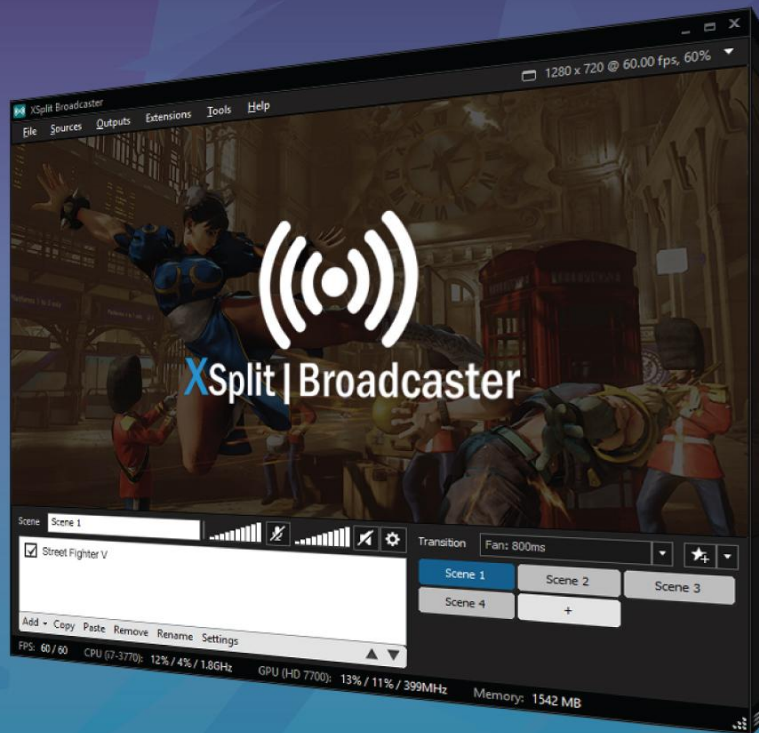 XSplit Broadcaster
1280 x 720 @ 60.00 fps, 60%
File Sources Outputs Extensions Tools Help
XSplit | Broadcaster
Scene Scene 1
Transition Fan: 800ms
Street Fighter V
Scene 1 Scene 2 Scene 3
Scene 4 +
Add Copy Paste Remove Rename Settings
FPS: 60/60 CPU (i7-3770): 12% / 4% / 1.8GHz GPU (HD 7700): 13% / 11% / 399MHz Memory: 1542 MB